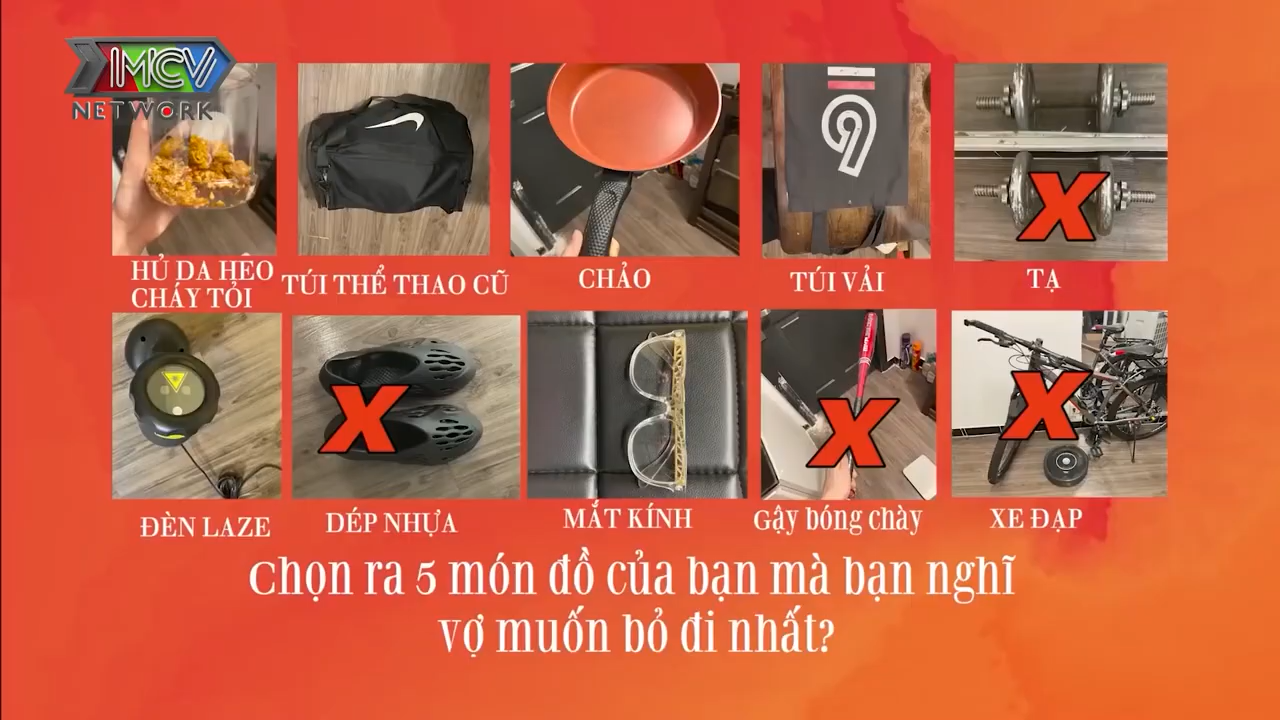 MCV
NETWORK
9
X
HỦ DA HEO
CHÁY TỎI
TÚI THỂ THAO CŨ
CHẢO
TÚI VẢI
TẠ
X
X
X
ĐÈN LAZE
DÉP NHỰA
MẮT KÍNH
Gậy bóng chày
XE ĐẠP
Chọn ra 5 món đồ của bạn mà bạn nghĩ
vợ muốn bỏ đi nhất?